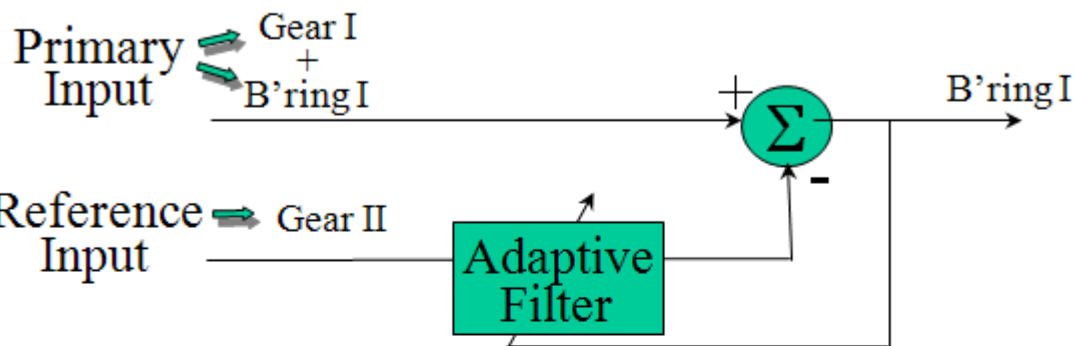 Primary
Input
Gear I
+
B'ring I
+
Σ
-
B'ring I
Reference
Input
Gear II
Adaptive
Filter